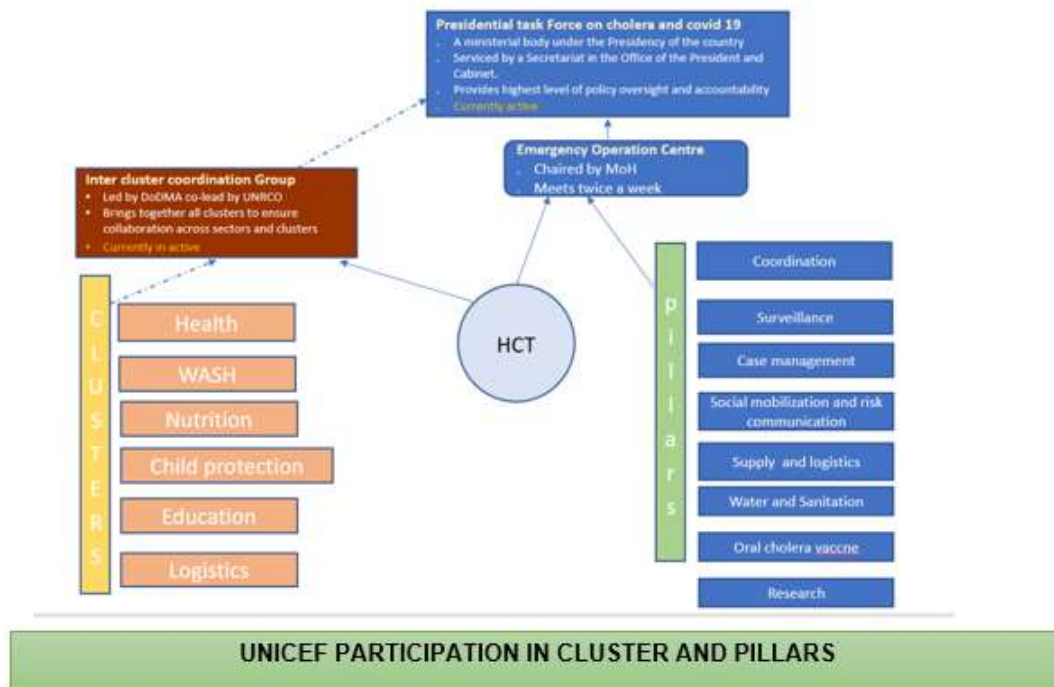 Presidential task Force on cholera and covid 19
A ministerial body under the Presidency of the country
Serviced by a Secretariat in the Office of the President and
Cabinet.
Provides highest level of policy oversight and accountability
Currently active
Emergency Operation Centre
Chaired by MoH
Meets twice a week
Inter cluster coordination Group
• Led by DoDMA co-lead by UNRCO
• Brings together all clusters to ensure
collaboration across sectors and clusters
• Currently in active
CLUSTERS
Health
WASH
Nutrition
Child protection
Education
Logistics
HCT
pillars
Coordination
Surveillance
Case management
Social mobilization and risk
communication
Supply and logistics
Water and Sanitation
Oral cholera vaccne
Research
UNICEF PARTICIPATION IN CLUSTER AND PILLARS